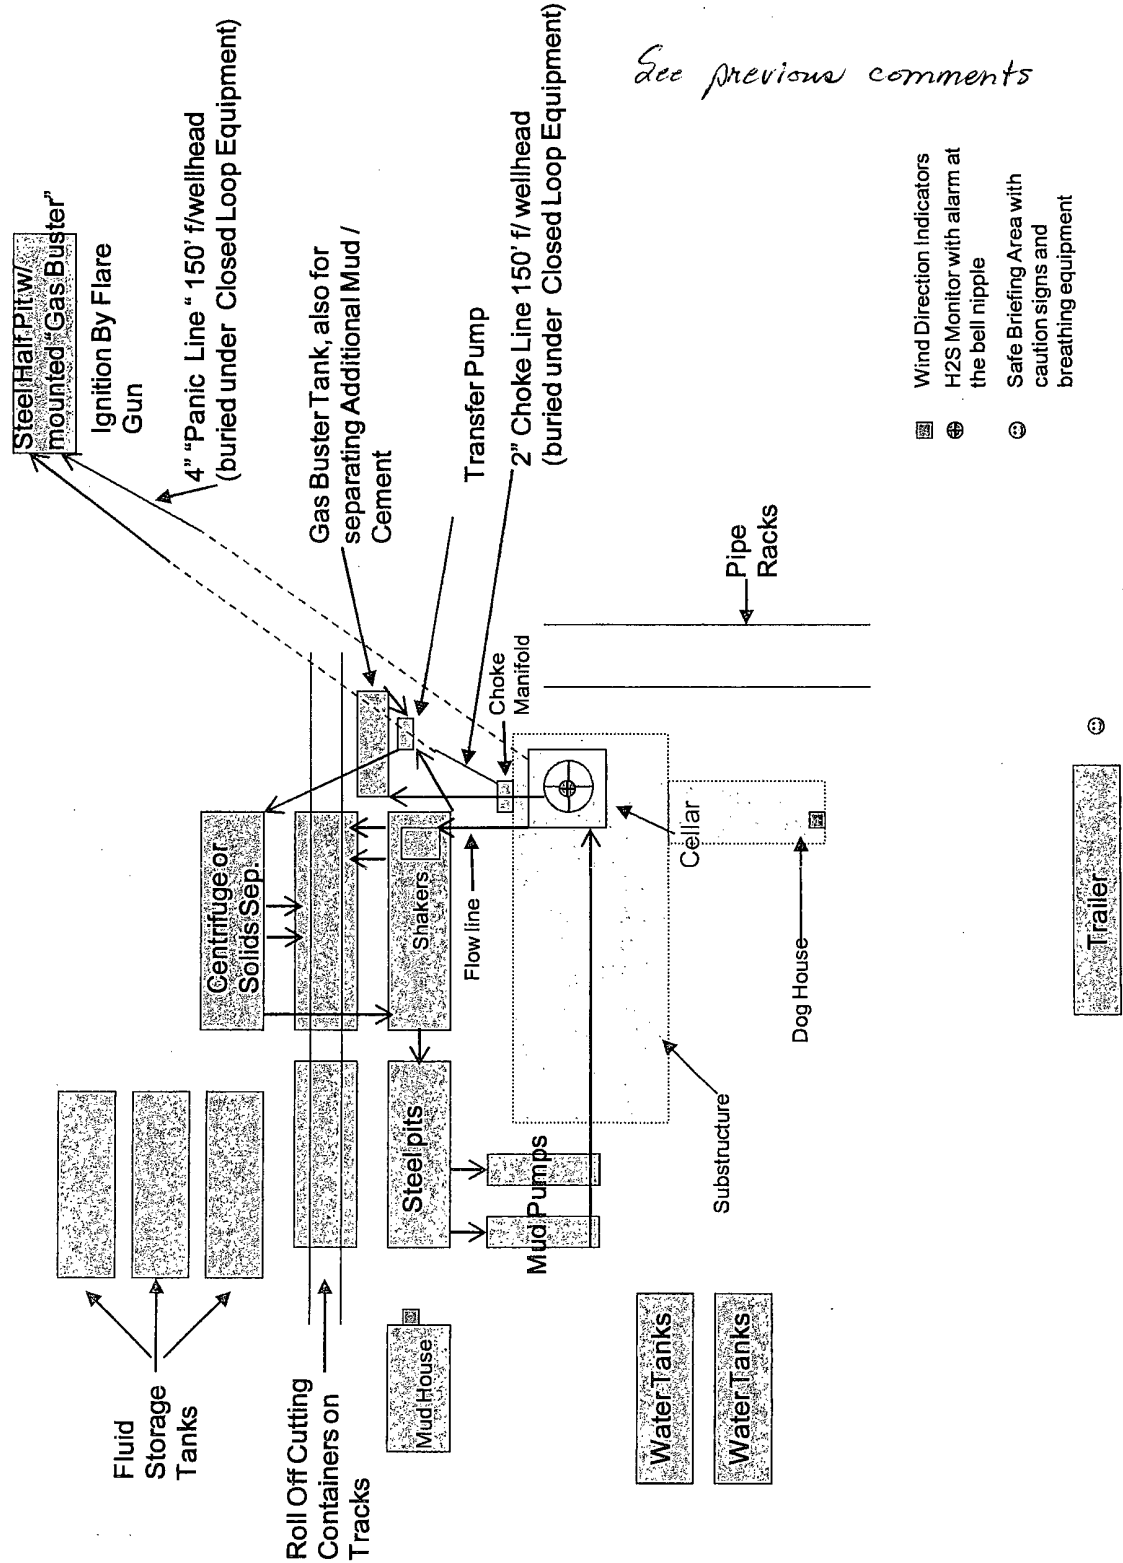 See previous comments
Steel Half Pit w/
mounted “Gas Buster”
Ignition By Flare
Gun
4” “Panic Line “ 150’ f/wellhead
(buried under Closed Loop Equipment)
Gas Buster Tank, also for
separating Additional Mud /
Cement
Transfer Pump
2” Choke Line 150’ f/ wellhead
(buried under Closed Loop Equipment)
Choke
Manifold
Pipe
Racks
Wind Direction Indicators
H2S Monitor with alarm at
the bell nipple
Safe Briefing Area with
caution signs and
breathing equipment
Centrifuge or
Solids Sep.
Shakers
Flow line
Cellar
Dog House
Trailer
Steel pits
Mud Pumps
Substructure
Fluid
Storage
Tanks
Roll Off Cutting
Containers on
Tracks
Mud House
Water Tanks
Water Tanks